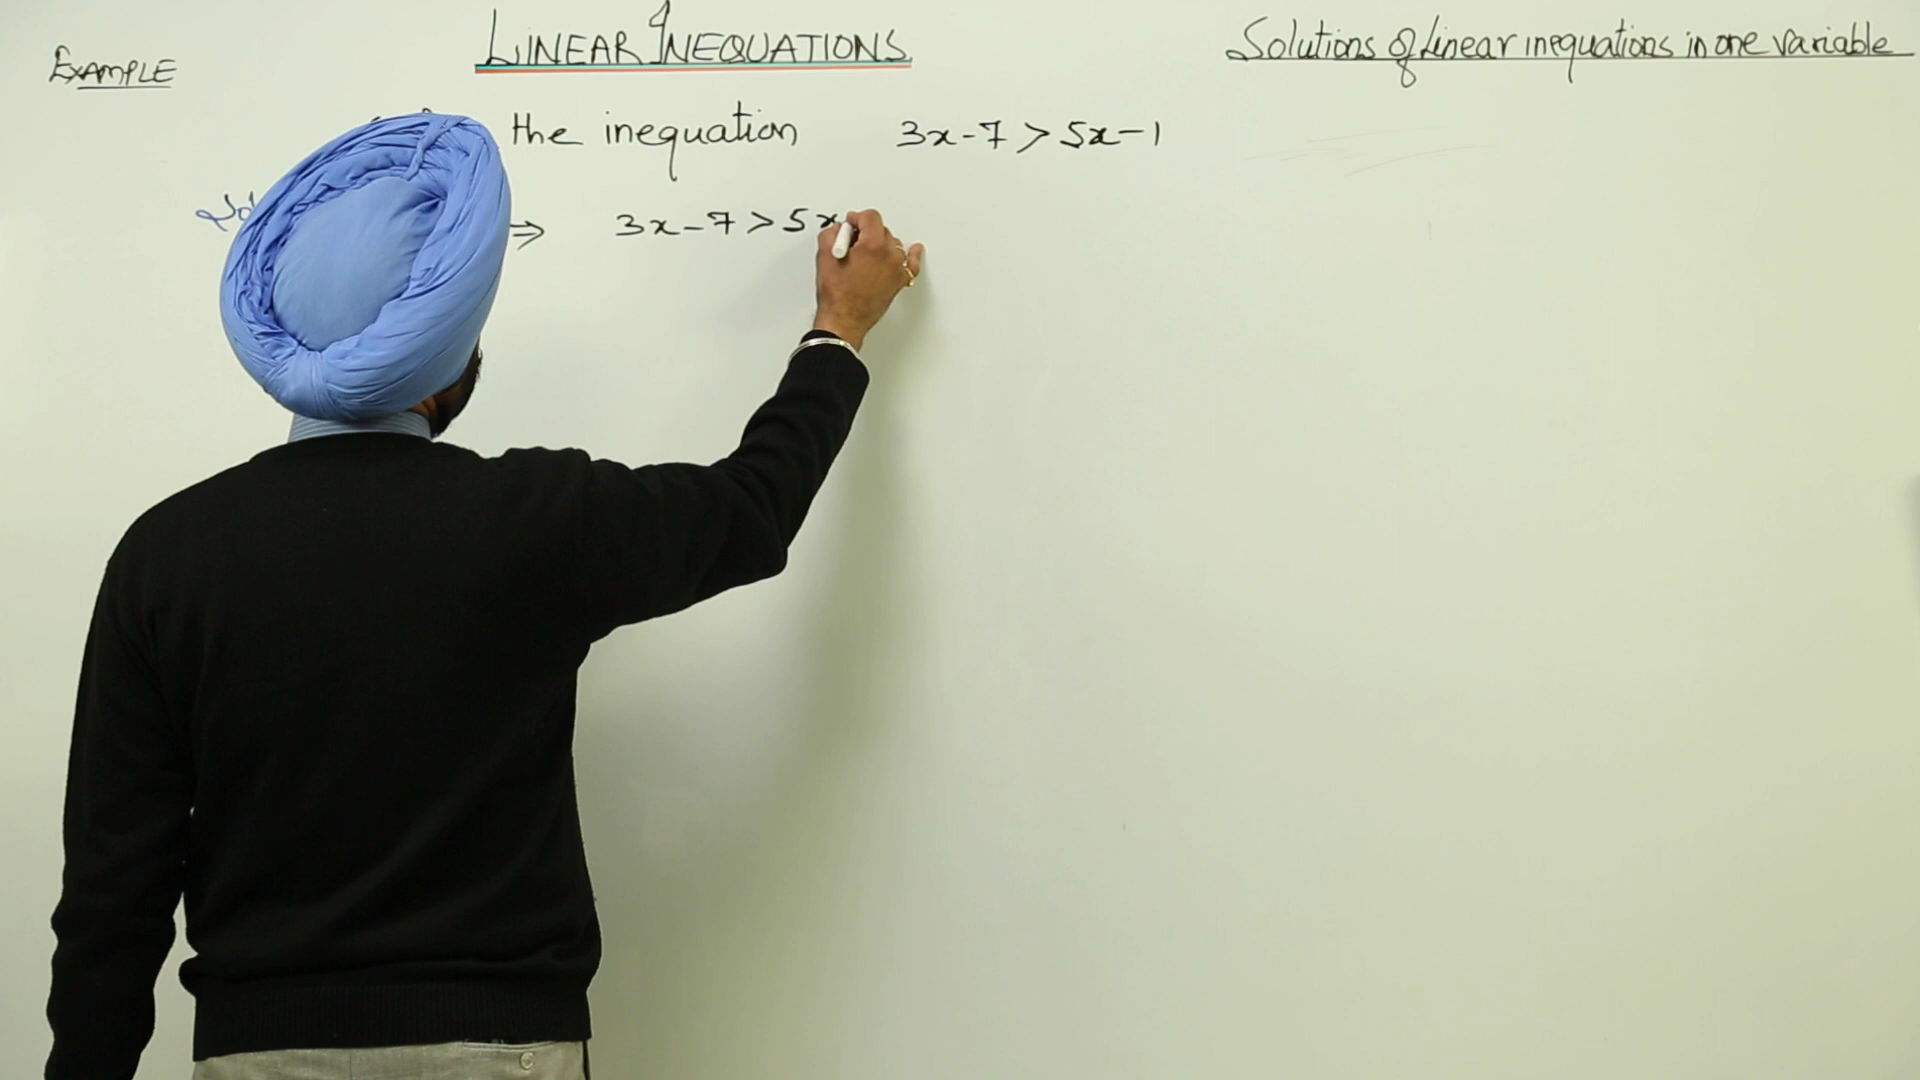 EXAMPLE
LINEAR INEQUATIONS
Solutions of linear inequations in one variable
the inequation 3x-7 > 5x-1
⇒ 3x-7 > 5x